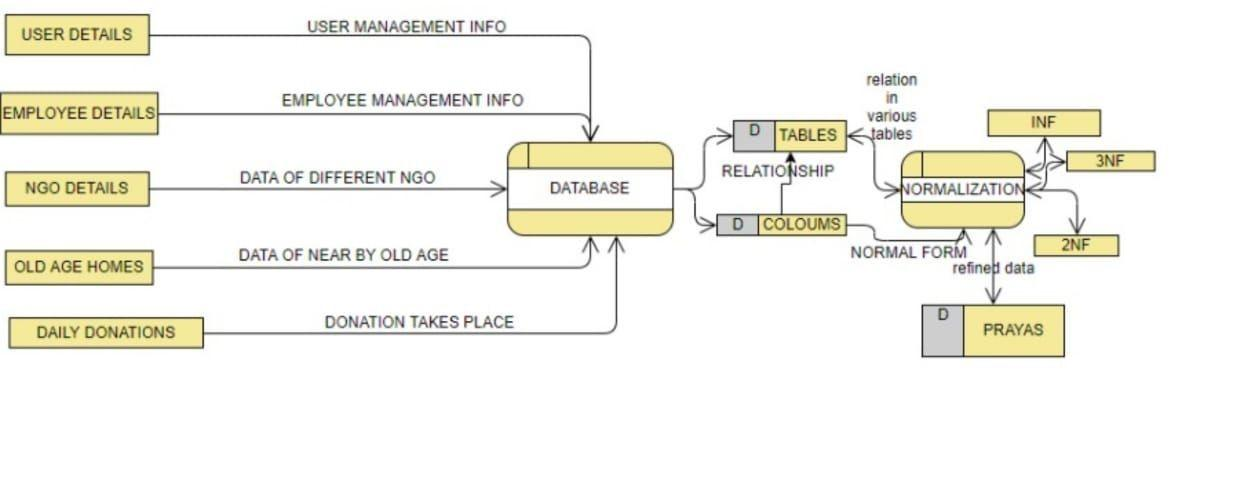 USER DETAILS
USER MANAGEMENT INFO
EMPLOYEE DETAILS
EMPLOYEE MANAGEMENT INFO
NGO DETAILS
DATA OF DIFFERENT NGO
OLD AGE HOMES
DATA OF NEAR BY OLD AGE
DAILY DONATIONS
DONATION TAKES PLACE
DATABASE
D TABLES
RELATIONSHIP
D COLOUMS
relation
in
various
tables
NORMALIZATION
NORMAL FORM
refined data
INF
3NF
2NF
D PRAYAS